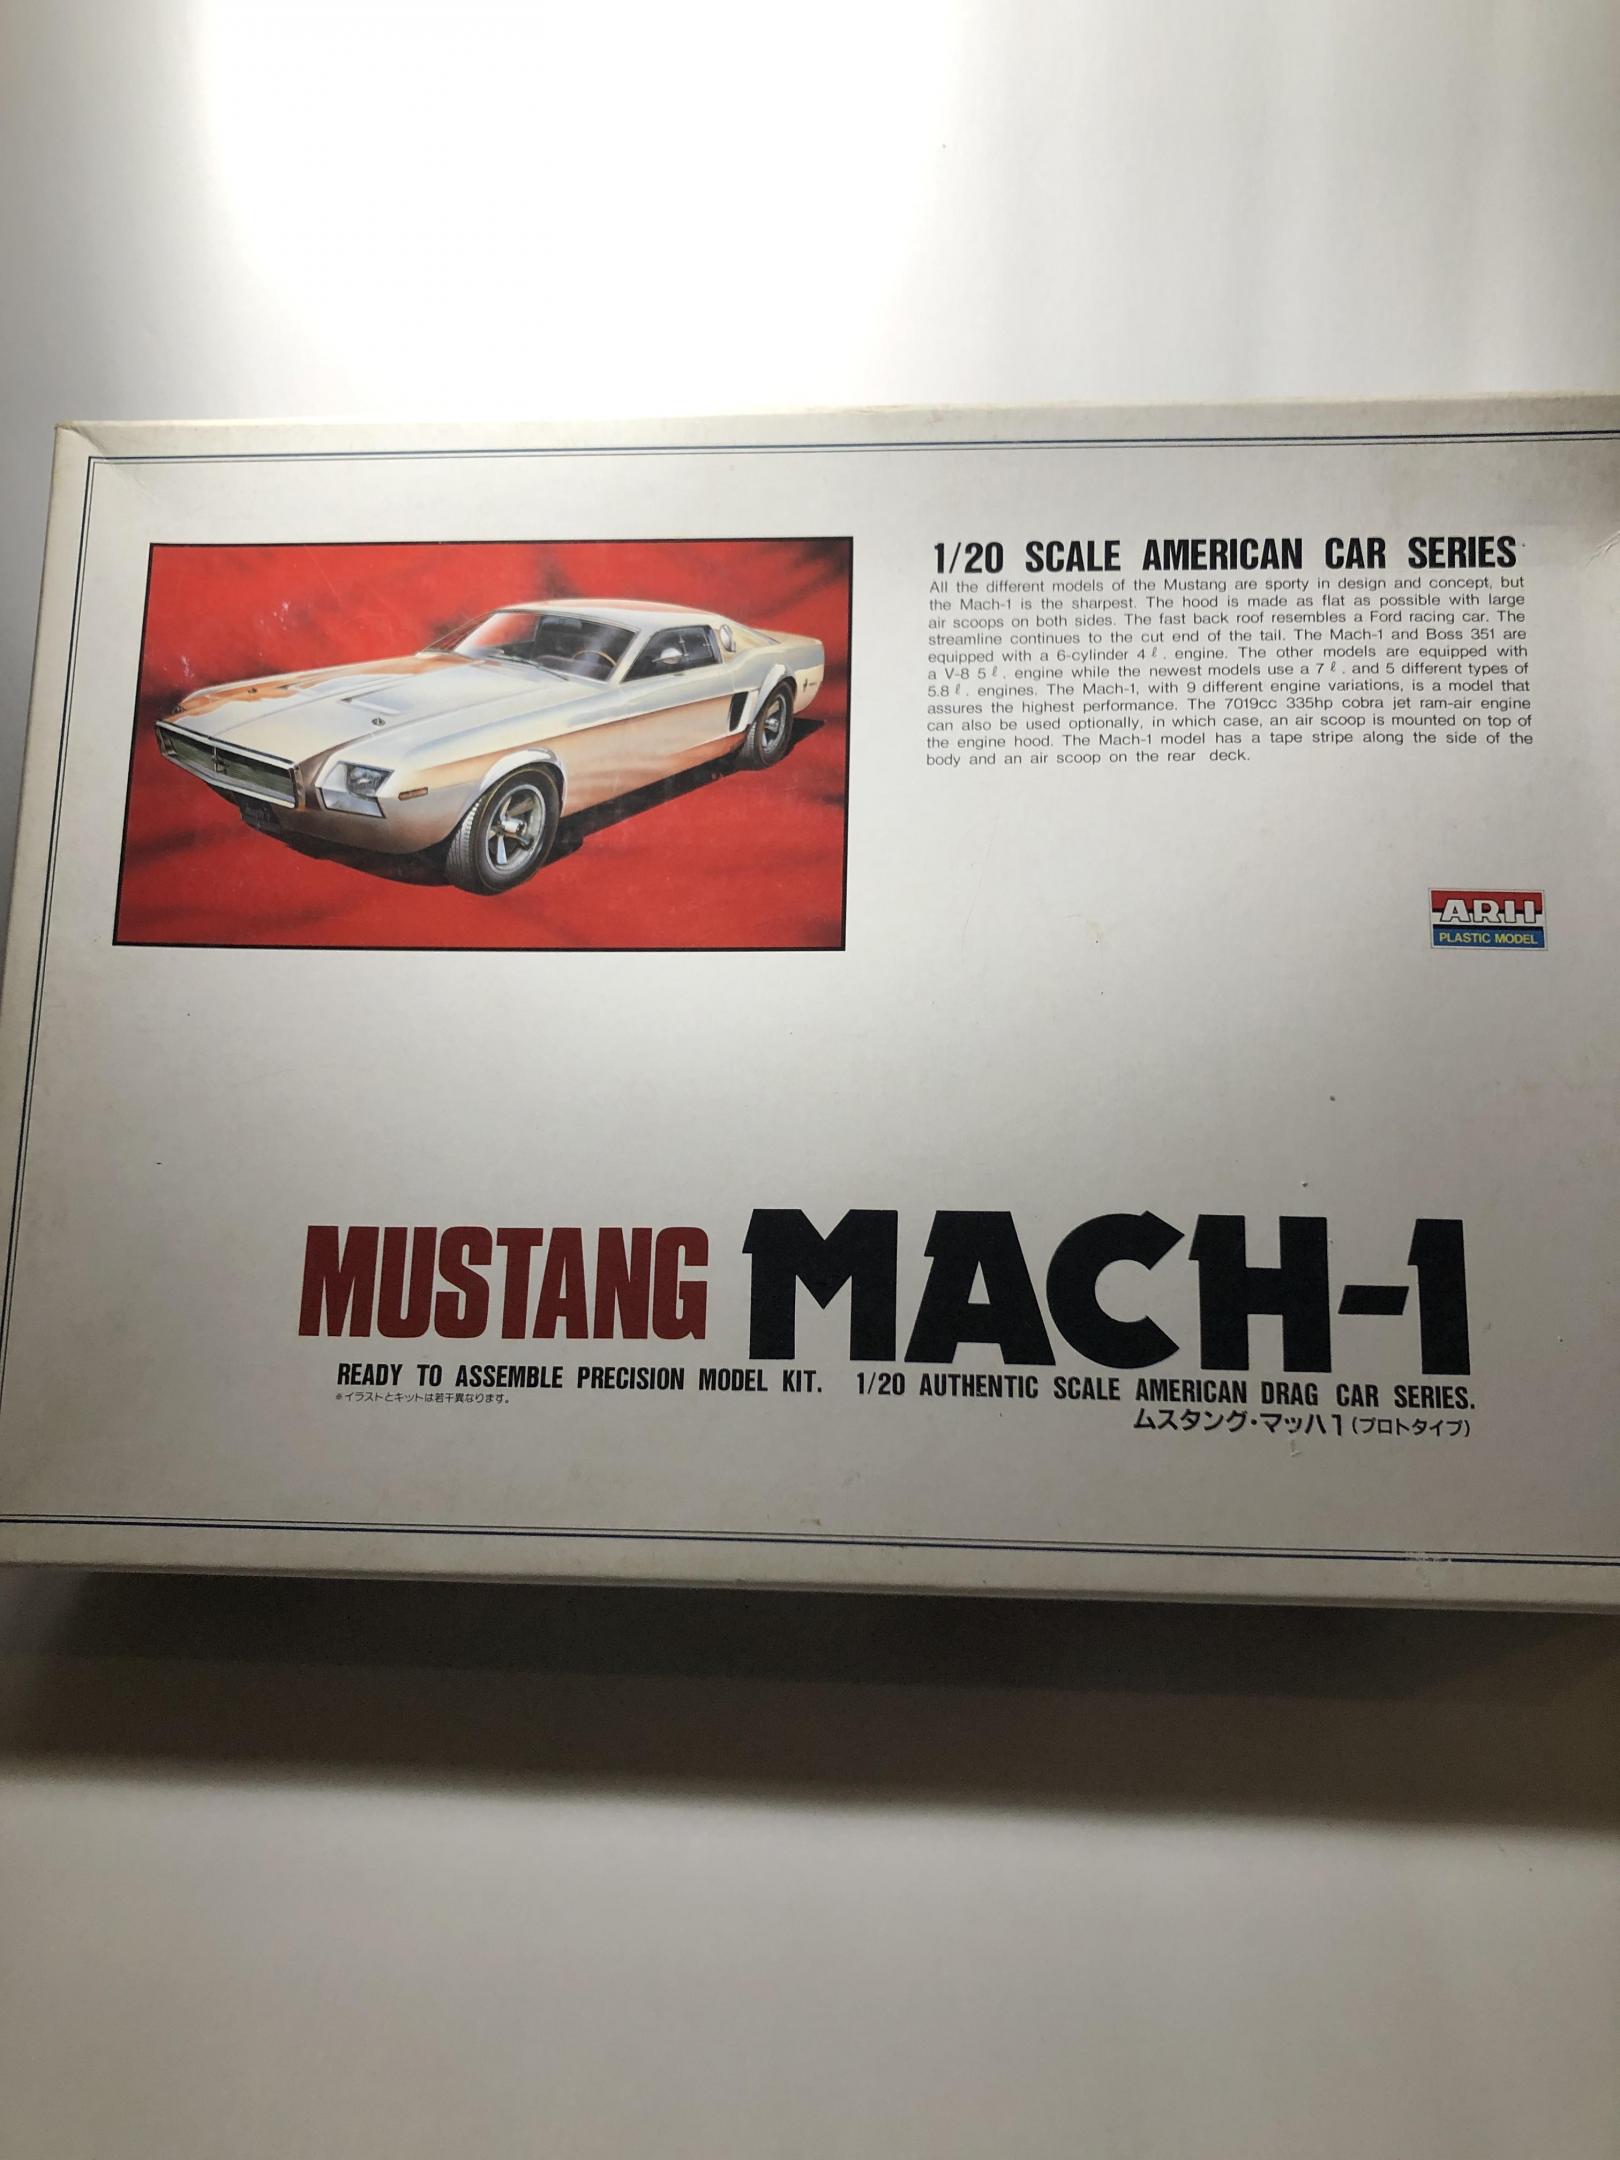 1/20 SCALE AMERICAN CAR SERIES
All the different models of the Mustang are sporty in design and concept, but
the Mach-1 is the sharpest. The hood is made as flat as possible with large
air scoops on both sides. The fast back roof resembles a Ford racing car. The
streamline continues to the cut end of the tail. The Mach-1 and Boss 351 are
equipped with a 6-cylinder 4 ℓ. engine. The other models are equipped with
a V-8 5 ℓ. engine while the newest models use a 7 ℓ. and 5 different types of
5.8 ℓ. engines. The Mach-1, with 9 different engine variations, is a model that
assures the highest performance. The 7019cc 335hp cobra jet ram-air engine
can also be used optionally, in which case, an air scoop is mounted on top of
the engine hood. The Mach-1 model has a tape stripe along the side of the
body and an air scoop on the rear deck.
ARII
PLASTIC MODEL
MUSTANG MACH-1
READY TO ASSEMBLE PRECISION MODEL KIT. 1/20 AUTHENTIC SCALE AMERICAN DRAG CAR SERIES.
※イラストとキットは若干異なります。
ムスタング・マッハ1(プロトタイプ)